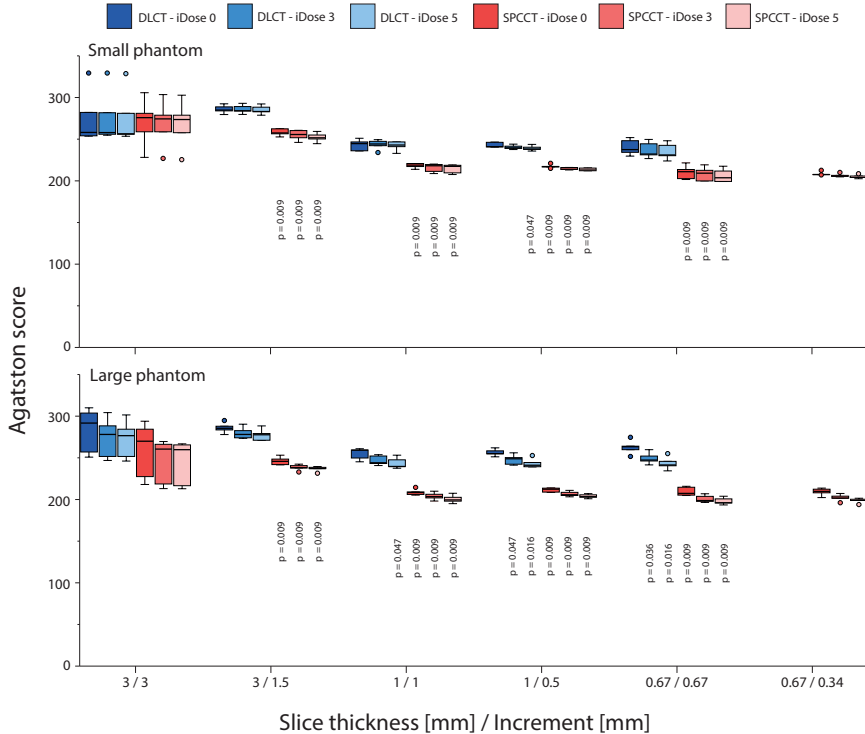 DLCT - iDose 0 DLCT - iDose 3 DLCT - iDose 5 SPCCT - iDose 0 SPCCT - iDose 3 SPCCT - iDose 5
Small phantom
300
200
100
0
p = 0.009 p = 0.009 p = 0.009
p = 0.009 p = 0.009 p = 0.009
p = 0.047 p = 0.009 p = 0.009 p = 0.009
p = 0.009 p = 0.009 p = 0.009
Agatston score
Large phantom
300
200
100
0
p = 0.009 p = 0.009 p = 0.009
p = 0.047 p = 0.009 p = 0.009 p = 0.009
p = 0.047 p = 0.016 p = 0.009 p = 0.009 p = 0.009
p = 0.036 p = 0.016 p = 0.009 p = 0.009 p = 0.009
3 / 3 3 / 1.5 1 / 1 1 / 0.5 0.67 / 0.67 0.67 / 0.34
Slice thickness [mm] / Increment [mm]